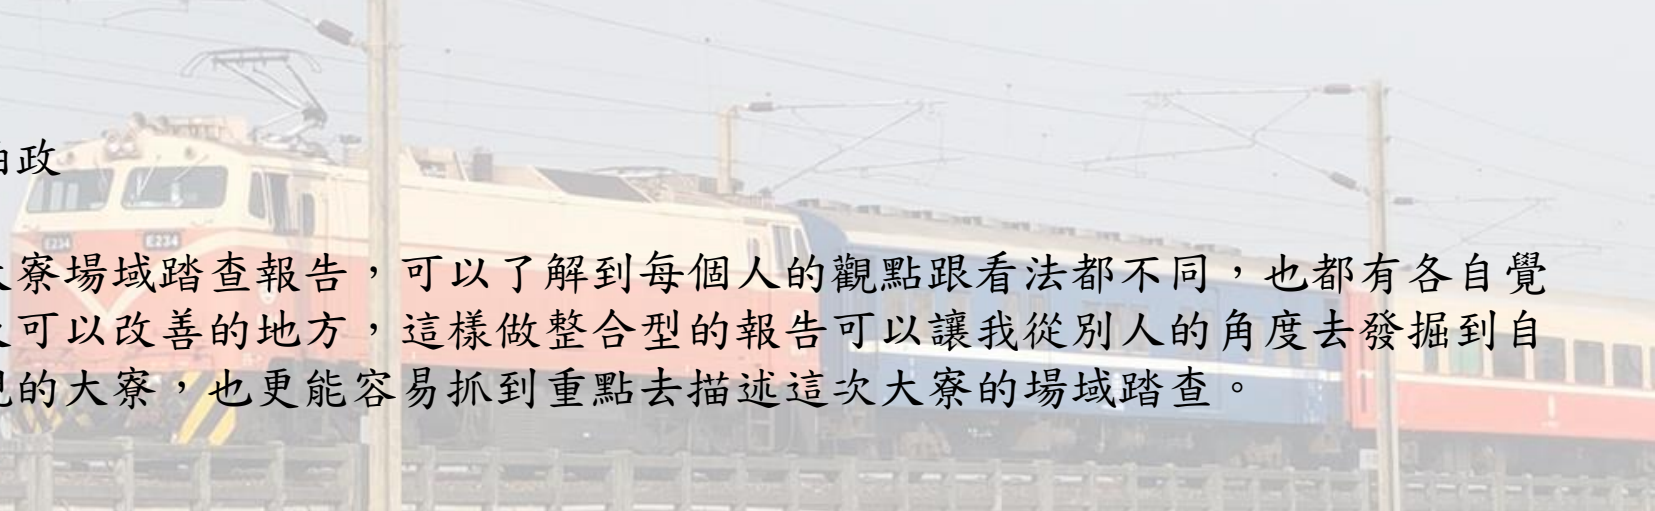 政
E234
E234
寮場域踏查報告，可以了解到每個人的觀點跟看法都不同，也都有各自覺
可以改善的地方，這樣做整合型的報告可以讓我從別人的角度去發掘到自
的大寮，也更能容易抓到重點去描述這次大寮的場域踏查。